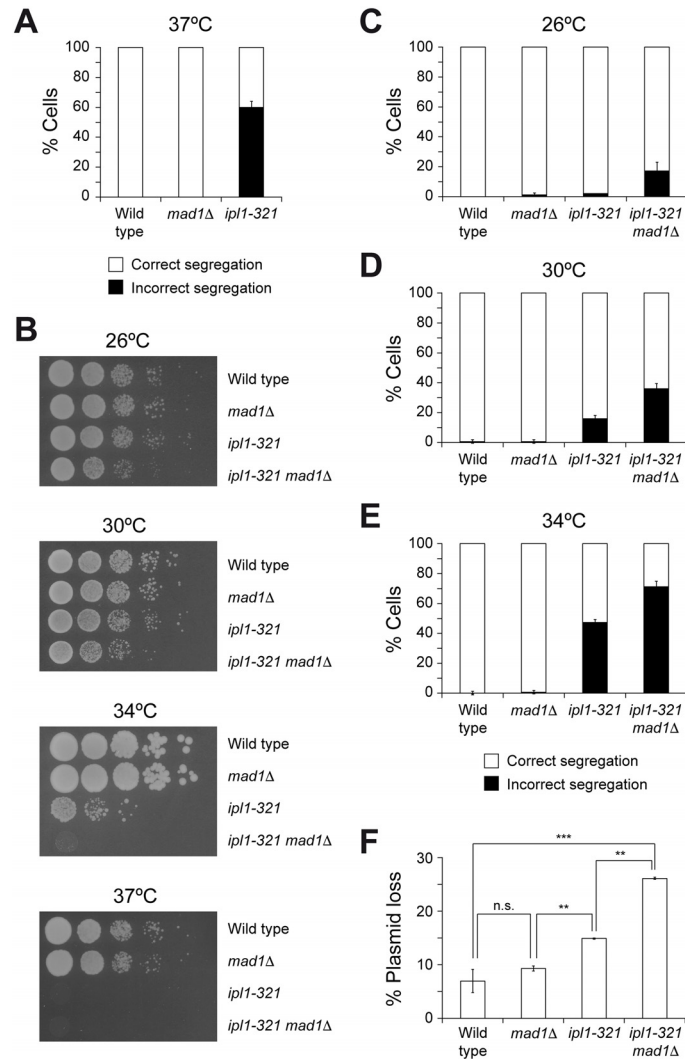 A
37ºC
100
80
60
40
20
0
% Cells
Wild type
mad1Δ
ipl1-321
Correct segregation
Incorrect segregation
B
26ºC
Wild type
mad1Δ
ipl1-321
ipl1-321 mad1Δ
30ºC
Wild type
mad1Δ
ipl1-321
ipl1-321 mad1Δ
34ºC
Wild type
mad1Δ
ipl1-321
ipl1-321 mad1Δ
37ºC
Wild type
mad1Δ
ipl1-321
ipl1-321 mad1Δ
C
26ºC
100
80
60
40
20
0
% Cells
Wild type
mad1Δ
ipl1-321
ipl1-321 mad1Δ
D
30ºC
100
80
60
40
20
0
% Cells
Wild type
mad1Δ
ipl1-321
ipl1-321 mad1Δ
E
34ºC
100
80
60
40
20
0
% Cells
Wild type
mad1Δ
ipl1-321
ipl1-321 mad1Δ
Correct segregation
Incorrect segregation
F
30
25
15
10
5
0
% Plasmid loss
***
**
n.s.
**
Wild type
mad1Δ
ipl1-321
ipl1-321 mad1Δ